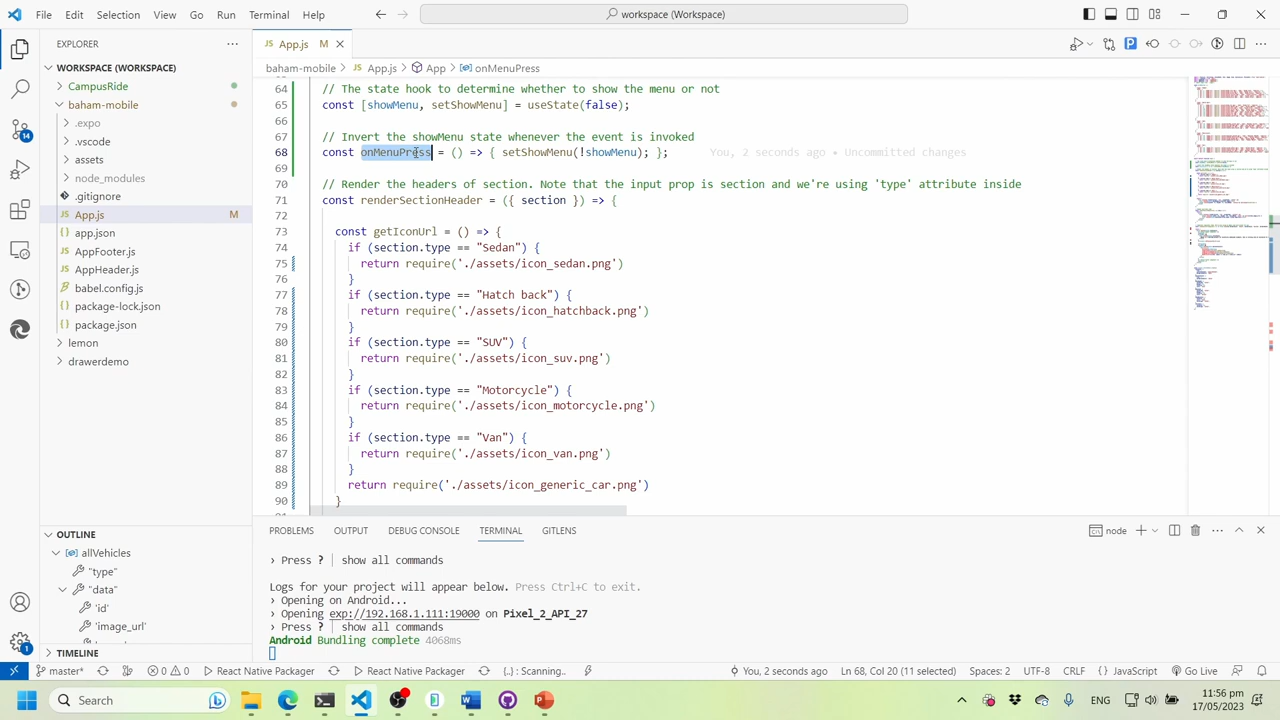 File Edit Selection View Go Run Terminal Help
workspace (Workspace)
EXPLORER
WORKSPACE (WORKSPACE)
CampusRide
baham-mobile
.expo
.vscode
assets
node_modules
.gitignore
App.js M
app.json
AppFooter.js
AppHeader.js
babel.config.js
package-lock.json
package.json
lemon
drawerdemo
14
1
OUTLINE
allVehicles
"type"
"data"
'id'
'image_url'
TIMELINE
JS App.js M
baham-mobile > JS App.js > App > onMenuPress
64 // The state hook to determine either to show the menu or not
65 const [showMenu, setShowMenu] = useState(false);
66
67 // Invert the showMenu state whenever the event is invoked
68 const onMenuPress = () => { setShowMenu(!showMenu); }; You, 2 seconds ago • Uncommitted changes
69
70 // Render the headers of list. Note that the input is section and we're using 'type' attribute inside
71 const renderSectionHeader = ({ section }) => {
72
73 const getIconPath = () => {
74 if (section.type == "Sedan") {
75 return require('./assets/icon_sedan.png')
76 }
77 if (section.type == "Hatch back") {
78 return require('./assets/icon_hatchback.png')
79 }
80 if (section.type == "SUV") {
81 return require('./assets/icon_suv.png')
82 }
83 if (section.type == "Motorcycle") {
84 return require('./assets/icon_motorcycle.png')
85 }
86 if (section.type == "Van") {
87 return require('./assets/icon_van.png')
88 }
89 return require('./assets/icon_generic_car.png')
90 }
PROBLEMS OUTPUT DEBUG CONSOLE TERMINAL GITLENS
node
› Press ? │ show all commands
Logs for your project will appear below. Press Ctrl+C to exit.
› Opening on Android...
› Opening exp://192.168.1.111:19000 on Pixel_2_API_27
› Press ? │ show all commands
Android Bundling complete 4068ms
master* 0 0 React Native Packager React Native Packager {..} : Scanning.. You, 2 seconds ago Ln 68, Col 20 (11 selected) Spaces: 2 UTF-8 CRLF {} JavaScript Go Live
Search ENG 11:56 pm
17/05/2023